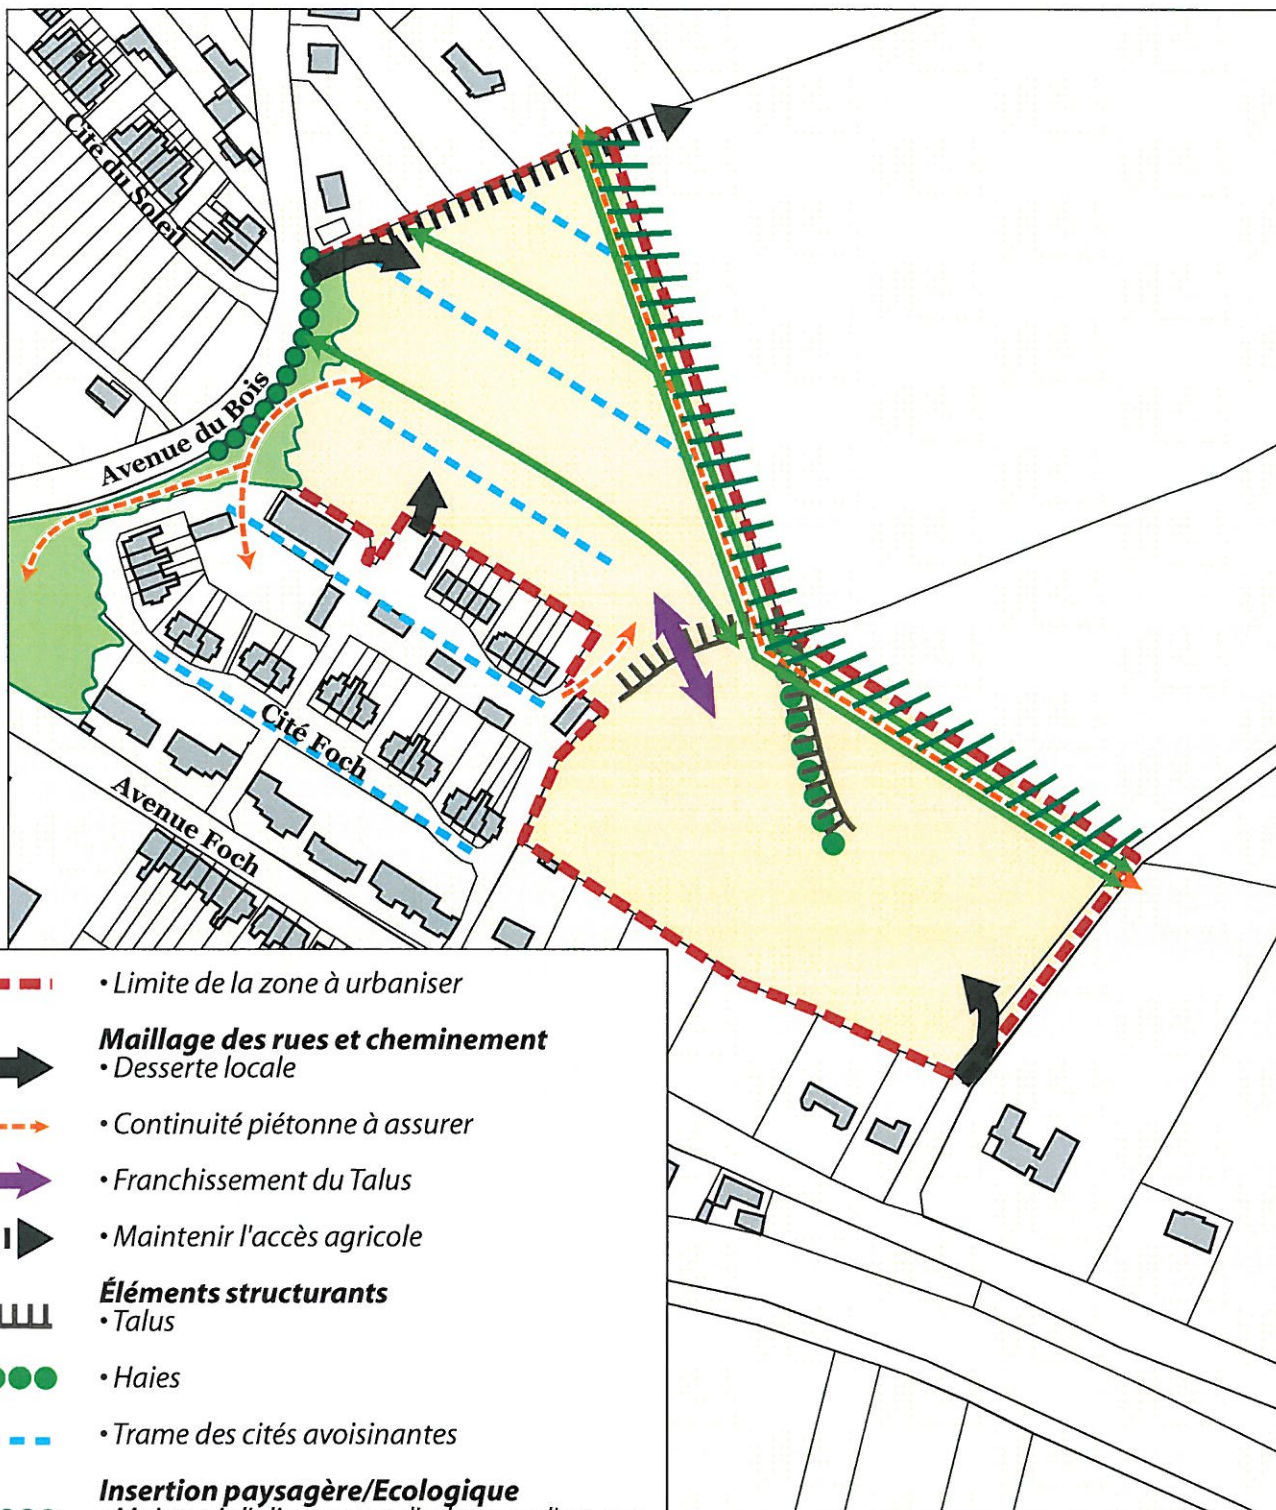 Cité du Soleil
Avenue du Bois
Cité Foch
Avenue Foch
• Limite de la zone à urbaniser
Maillage des rues et cheminement
• Desserte locale
• Continuité piétonne à assurer
• Franchissement du Talus
• Maintenir l'accès agricole
Éléments structurants
• Talus
• Haies
• Trame des cités avoisinantes
Insertion paysagère/Ecologique